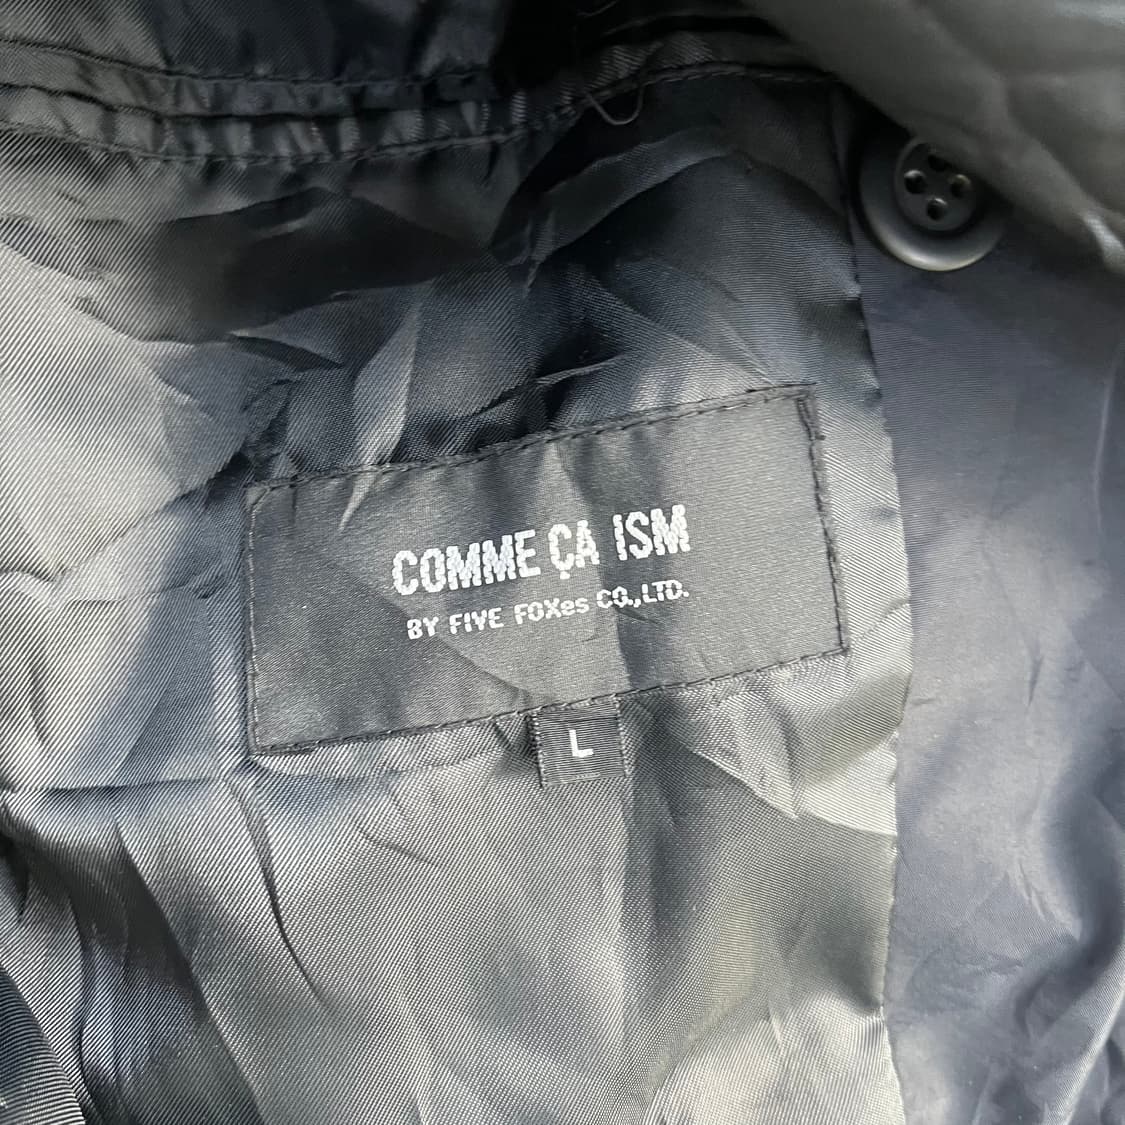 COMME ÇA ISM
BY FIVE FOXes CO.,LTD.
L